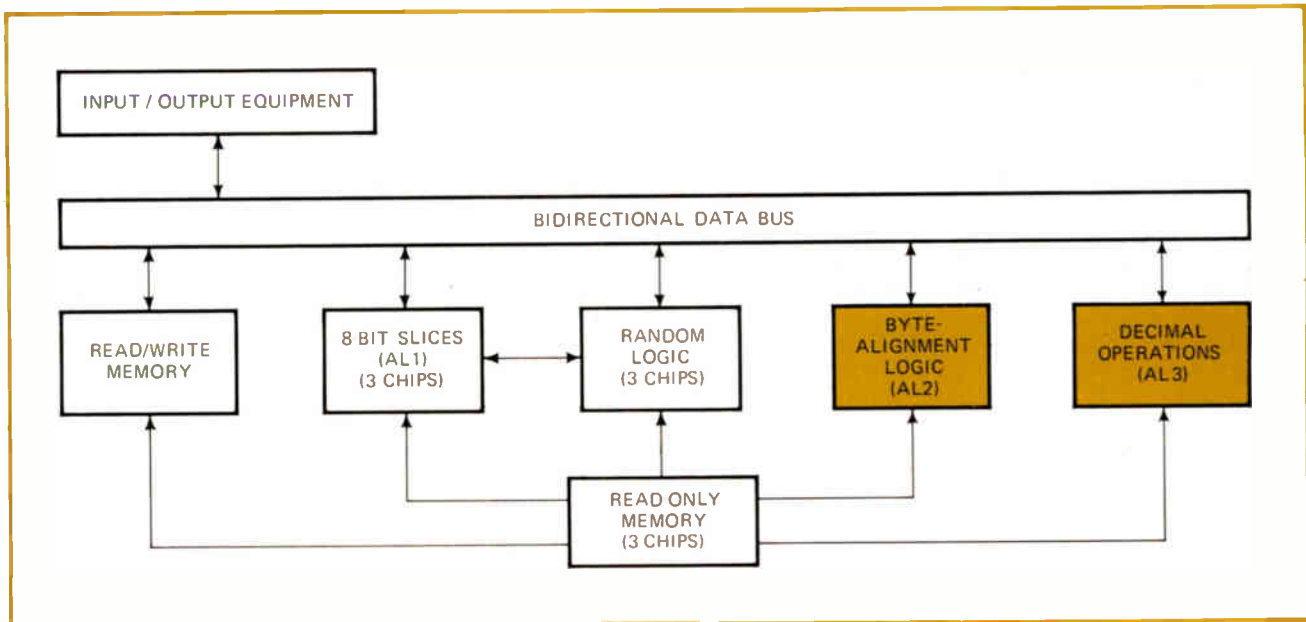 INPUT / OUTPUT EQUIPMENT
BIDIRECTIONAL DATA BUS
READ/WRITE
MEMORY
8 BIT SLICES
(AL1)
(3 CHIPS)
RANDOM
LOGIC
(3 CHIPS)
BYTE-
ALIGNMENT
LOGIC
(AL2)
DECIMAL
OPERATIONS
(AL3)
READ ONLY
MEMORY
(3 CHIPS)